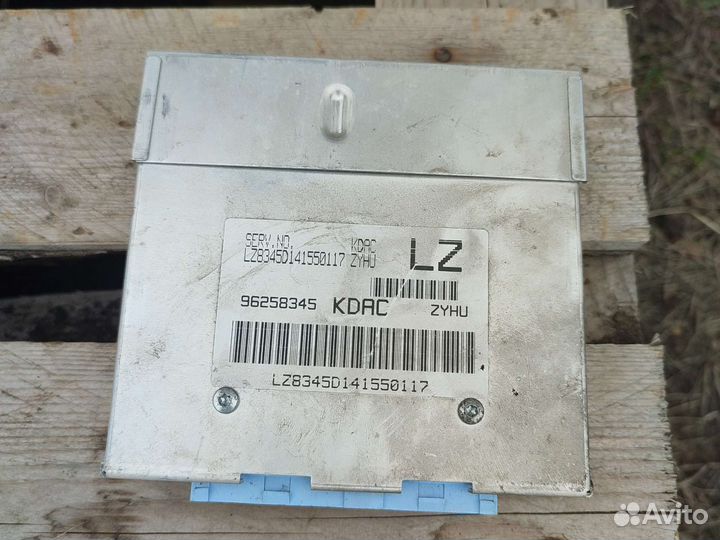 SERV.NO. KDAC LZ
LZ8345D141550117 ZYHU
96258345 KDAC ZYHU
LZ8345D141550117
Avito